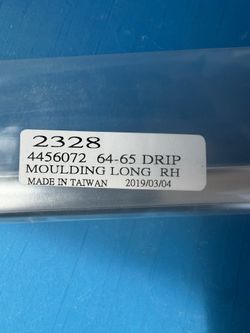 2328
4456072 64-65 DRIP
MOULDING LONG RH
MADE IN TAIWAN 2019/03/04